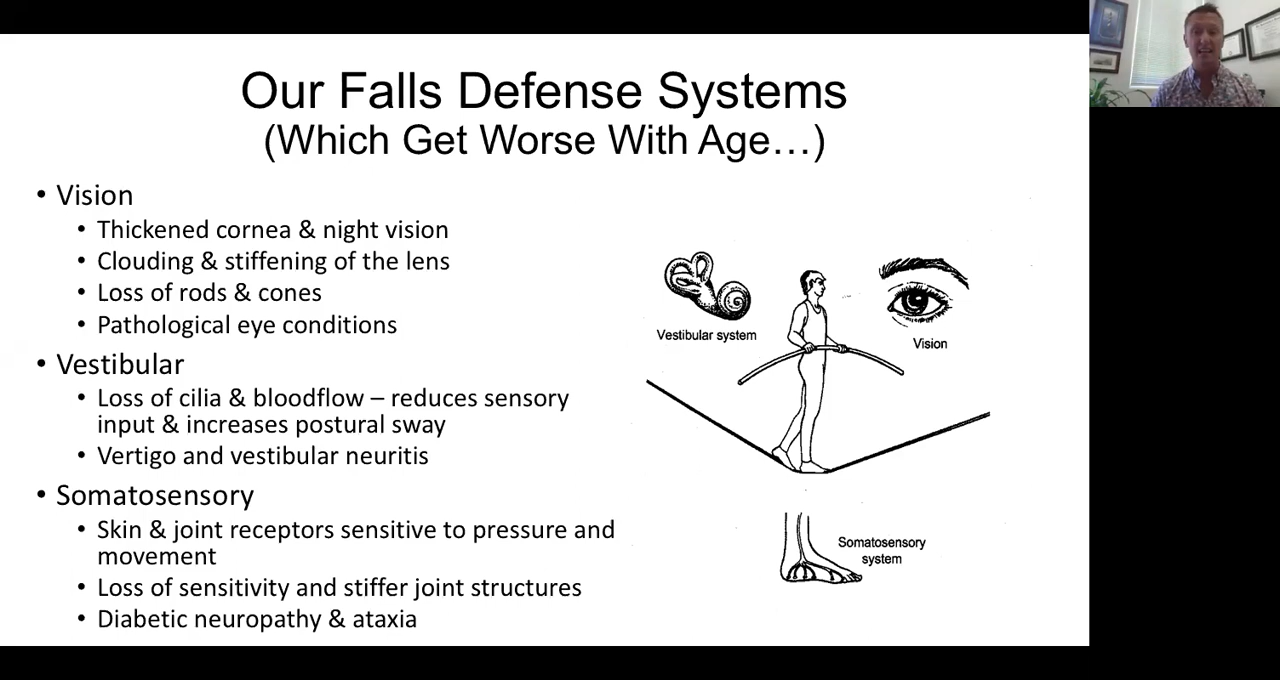 Our Falls Defense Systems
(Which Get Worse With Age…)
• Vision
• Thickened cornea & night vision
• Clouding & stiffening of the lens
• Loss of rods & cones
• Pathological eye conditions
• Vestibular
• Loss of cilia & bloodflow – reduces sensory
input & increases postural sway
• Vertigo and vestibular neuritis
• Somatosensory
• Skin & joint receptors sensitive to pressure and
movement
• Loss of sensitivity and stiffer joint structures
• Diabetic neuropathy & ataxia
Vestibular system
Vision
Somatosensory
system